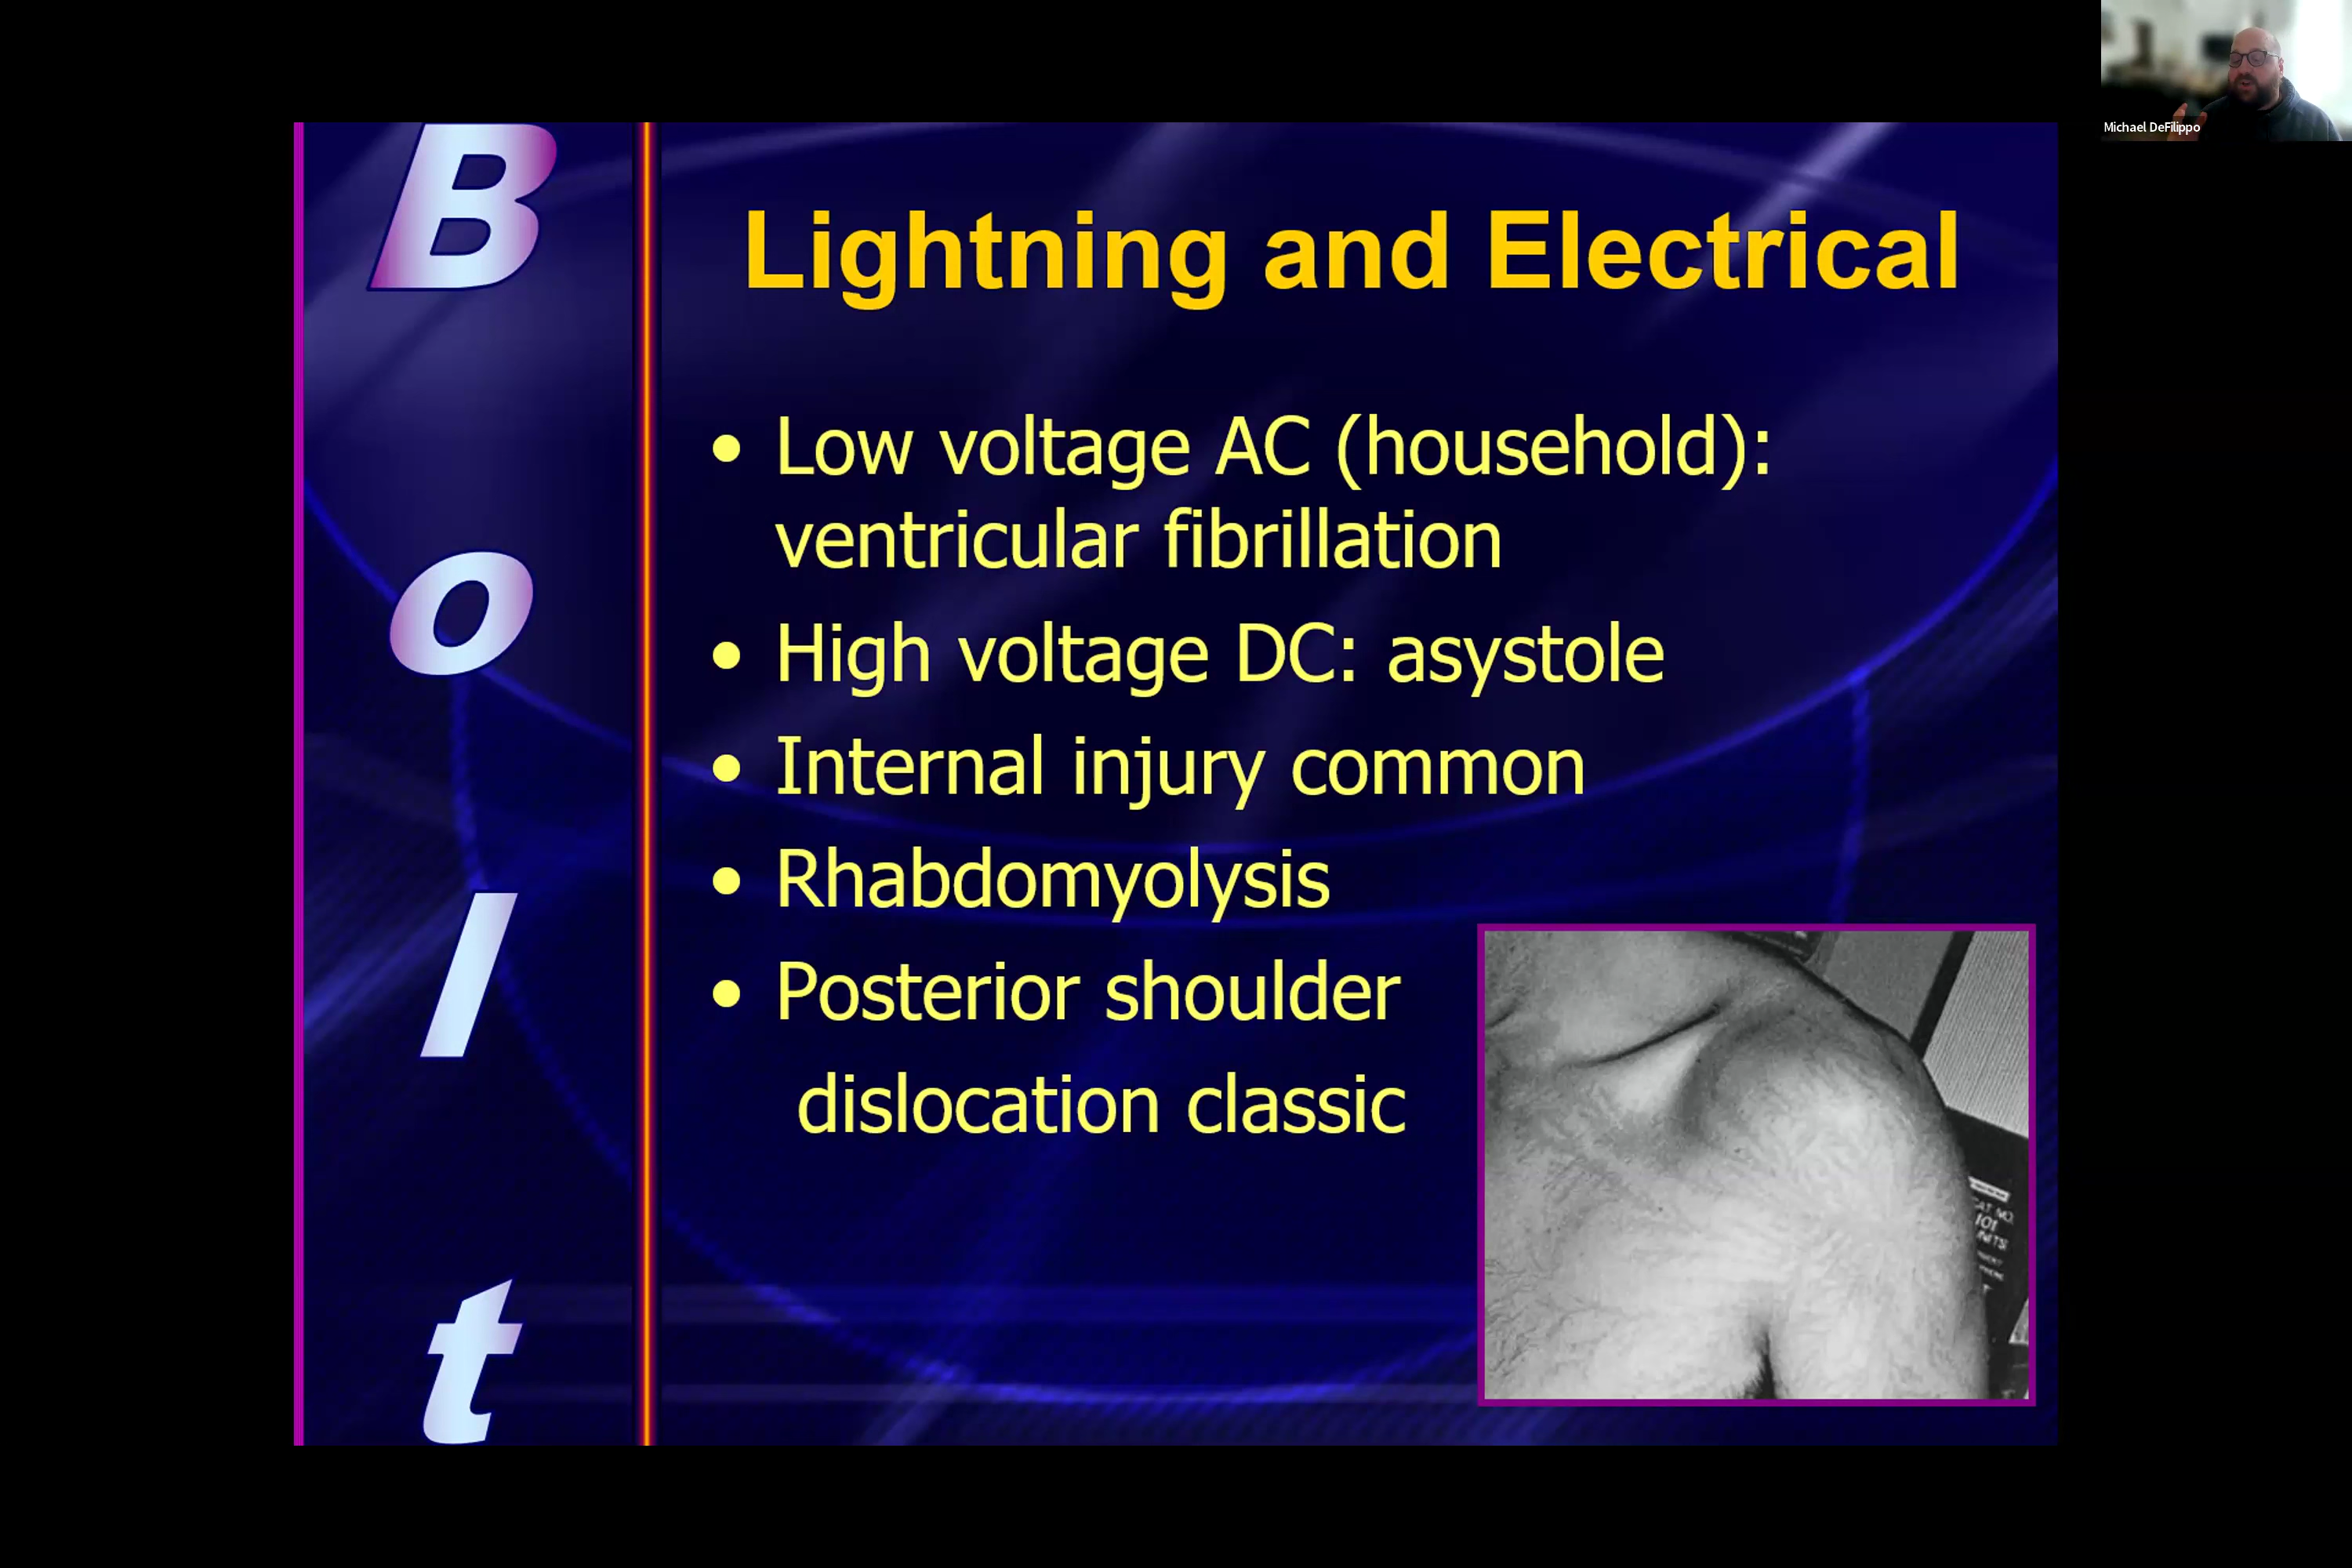 Michael DeFilippo
B
o
l
t
Lightning and Electrical
• Low voltage AC (household):
ventricular fibrillation
• High voltage DC: asystole
• Internal injury common
• Rhabdomyolysis
• Posterior shoulder
dislocation classic
101